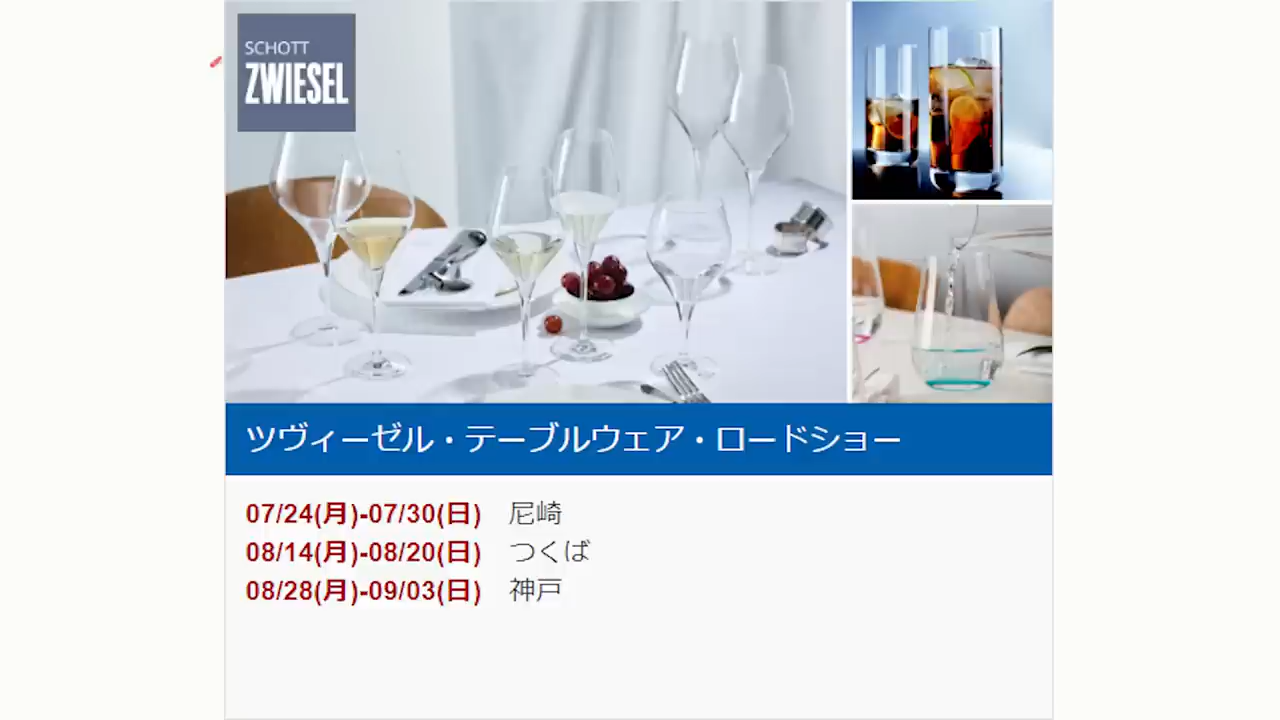 SCHOTT
ZWIESEL
ツヴィーゼル・テーブルウェア・ロードショー
07/24(月)-07/30(日) 尼崎
08/14(月)-08/20(日) つくば
08/28(月)-09/03(日) 神戸